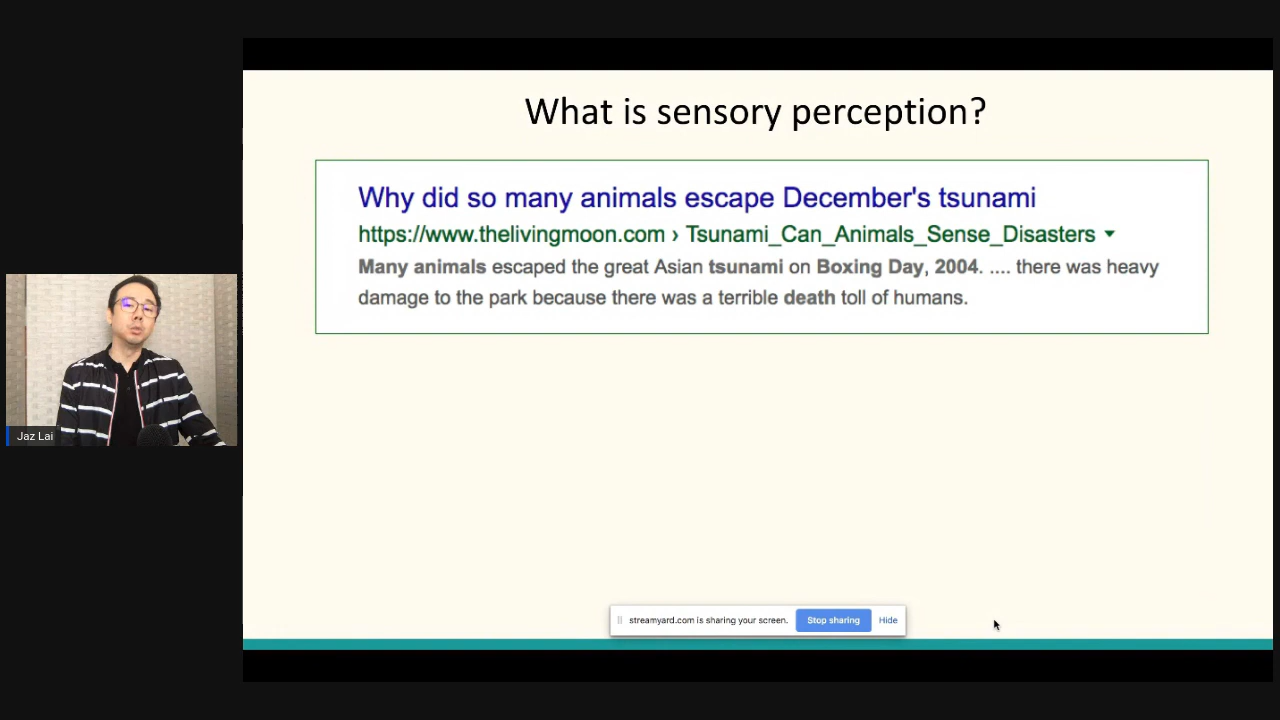 What is sensory perception?
Why did so many animals escape December's tsunami
https://www.thelivingmoon.com › Tsunami_Can_Animals_Sense_Disasters
Many animals escaped the great Asian tsunami on Boxing Day, 2004. .... there was heavy
damage to the park because there was a terrible death toll of humans.
Jaz Lai
streamyard.com is sharing your screen. Stop sharing Hide